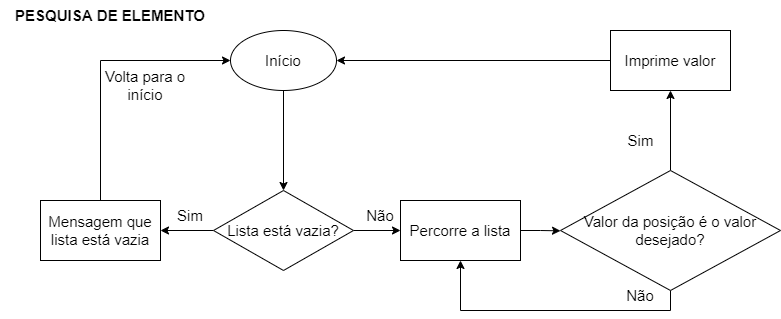 PESQUISA DE ELEMENTO
Início
Imprime valor
Volta para o
início
Mensagem que
lista está vazia
Sim
Lista está vazia?
Não
Percorre a lista
Valor da posição é o valor
desejado?
Sim
Não